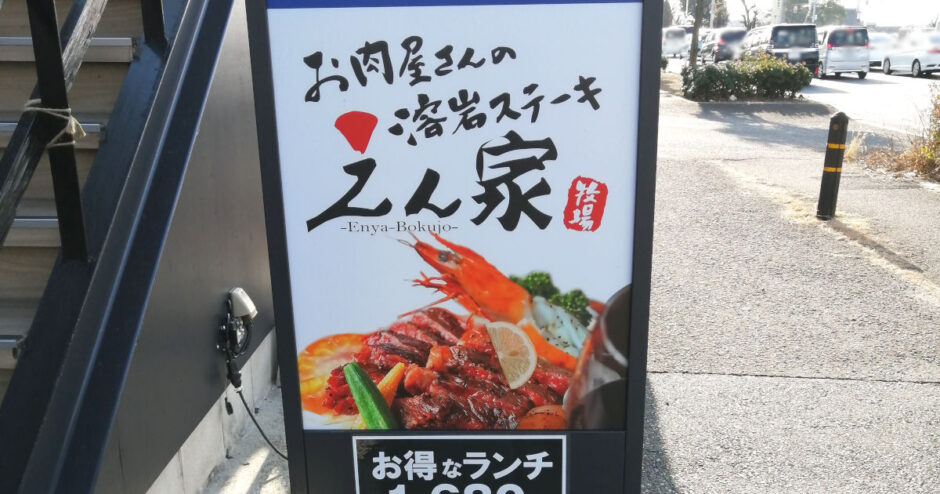 お肉屋さんの
溶岩ステーキ
えん家
牧場
-Enya-Bokujo-
お得なランチ